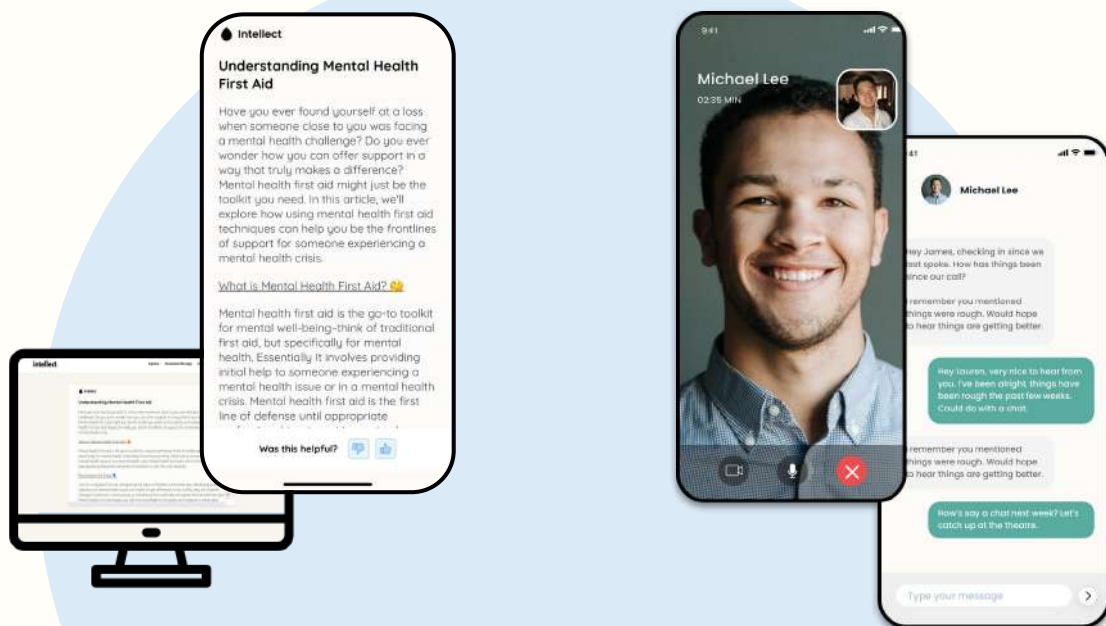 Intellect
Understanding Mental Health
First Aid
Have you ever found yourself at a loss
when someone close to you was facing
a mental health challenge? Do you ever
wonder how you can offer support in a
way that truly makes a difference?
Mental health first aid might just be the
toolkit you need. In this article, we'll
explore how using mental health first aid
techniques can help you be the frontlines
of support for someone experiencing a
mental health crisis.
What is Mental Health First Aid? 🤗
Mental health first aid is the go-to toolkit
for mental well-being-think of traditional
first aid, but specifically for mental
health. Essentially It involves providing
initial help to someone experiencing a
mental health issue or in a mental health
crisis. Mental health first aid is the first
line of defense until appropriate
Was this helpful?
intellect
Intellect
Understanding Mental Health First Aid
9:41
Michael Lee
02:35 MIN
:41
Michael Lee
Hey James, checking in since we
last spoke. How has things been
since our call?
I remember you mentioned
things were rough. Would hope
to hear things are getting better.
Hey Lauren, very nice to hear from
you. I've been alright, things have
been rough the past few weeks.
Could do with a chat.
I remember you mentioned
things were rough. Would hope
to hear things are getting better.
How's say a chat next week? Let's
catch up at the theatre.
Type your message